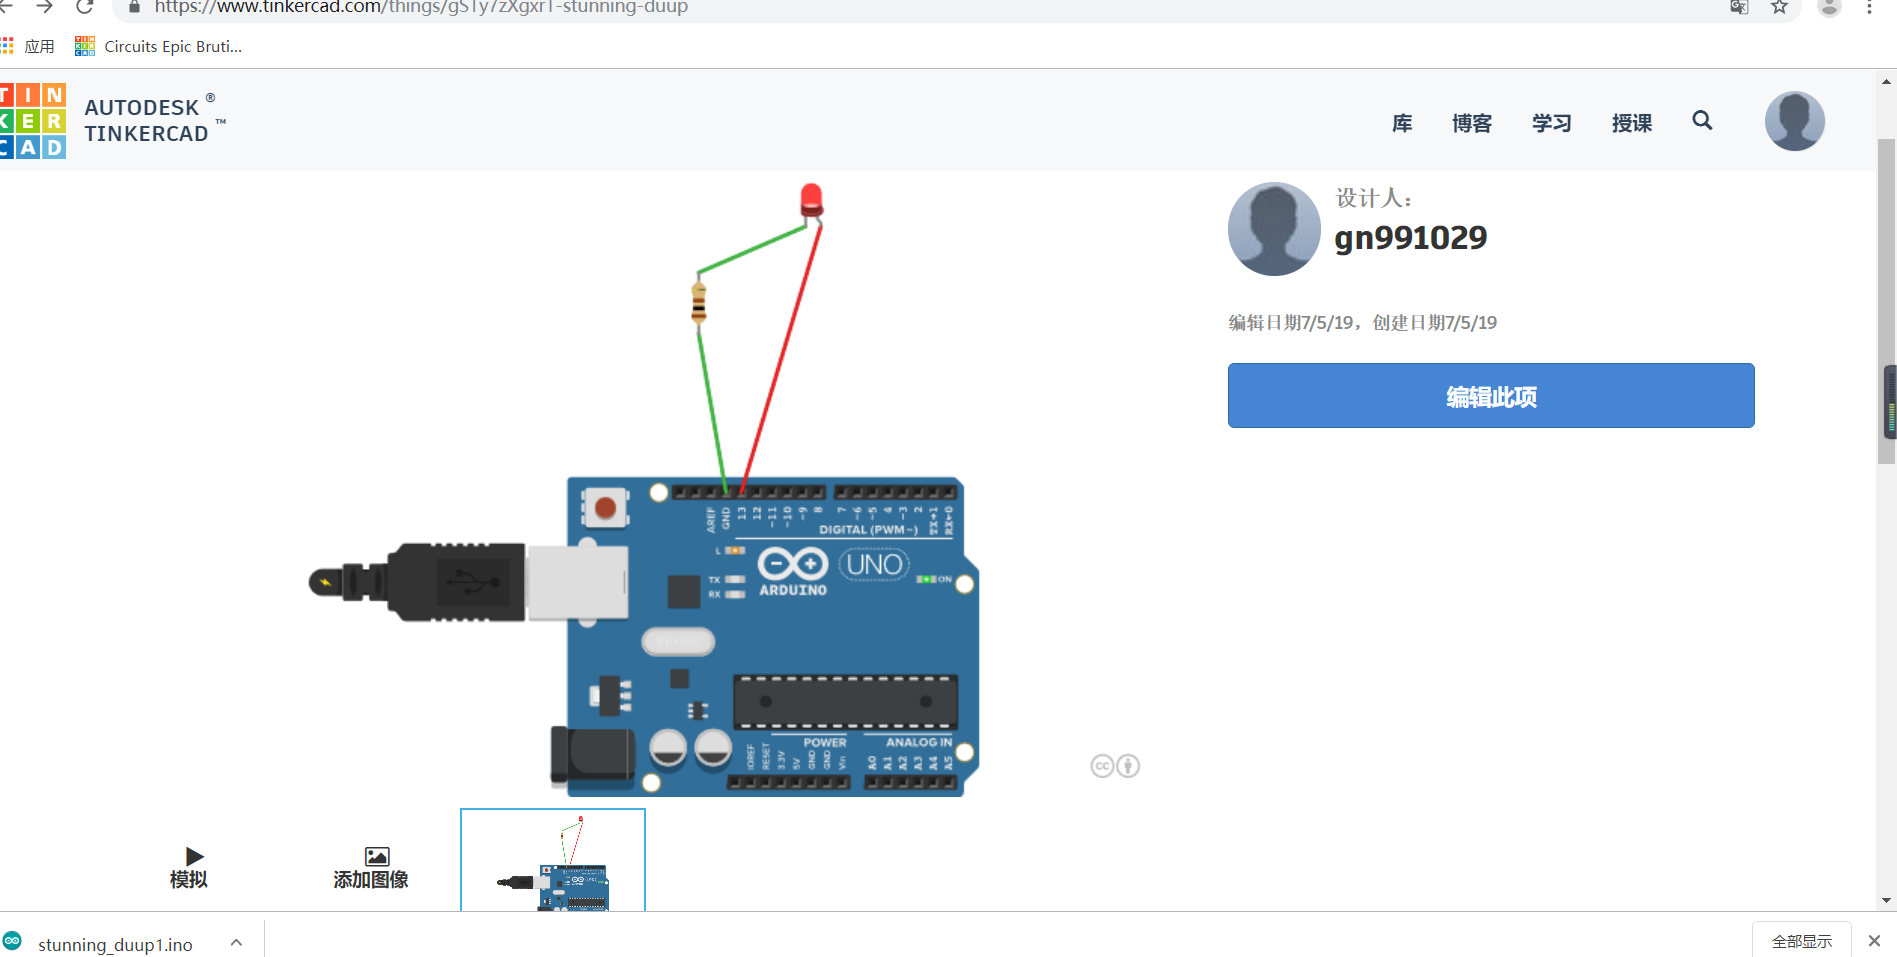 https://www.tinkercad.com/things/gSTy7zXgxrT-stunning-duup
应用
Circuits Epic Bruti...
TIN
KER
CAD
AUTODESK ®
TINKERCAD ™
库
博客
学习
授课
设计人：
gn991029
编辑日期7/5/19，创建日期7/5/19
编辑此项
AREF
GND
13
12
~11
~10
~9
8
7
~6
~5
4
~3
2
TX→1
RX←0
DIGITAL (PWM~)
L
TX
RX
ARDUINO
UNO
ON
POWER
ANALOG IN
IOREF
RESET
3.3V
5V
GND
GND
Vin
A0
A1
A2
A3
A4
A5
cc
模拟
添加图像
stunning_duup1.ino
全部显示